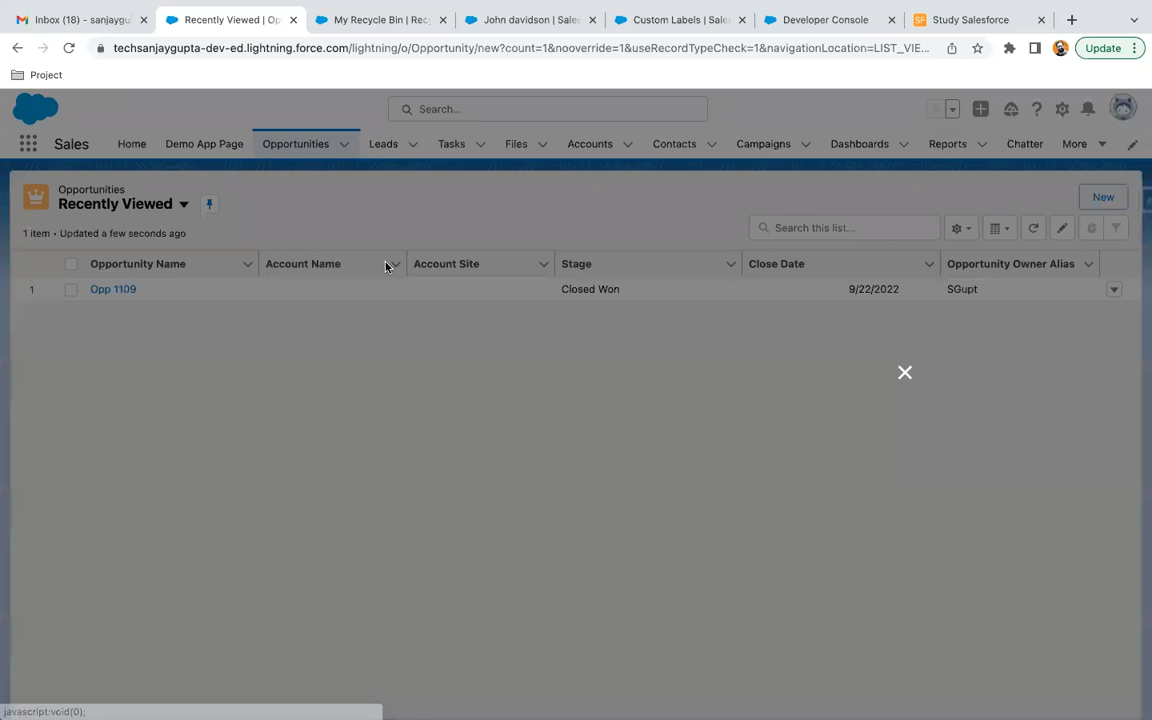 Inbox (18) - sanjaygu
Recently Viewed | Op
My Recycle Bin | Rec
John davidson | Sales
Custom Labels | Sale
Developer Console
Study Salesforce
techsanjaygupta-dev-ed.lightning.force.com/lightning/o/Opportunity/new?count=1&nooverride=1&useRecordTypeCheck=1&navigationLocation=LIST_VIE...
Update
Project
Search...
Sales
Home
Demo App Page
Opportunities
Leads
Tasks
Files
Accounts
Contacts
Campaigns
Dashboards
Reports
Chatter
More
Opportunities
Recently Viewed
New
1 item • Updated a few seconds ago
Search this list...
Opportunity Name
Account Name
Account Site
Stage
Close Date
Opportunity Owner Alias
1
Opp 1109
Closed Won
9/22/2022
SGupt
javascript:void(0);